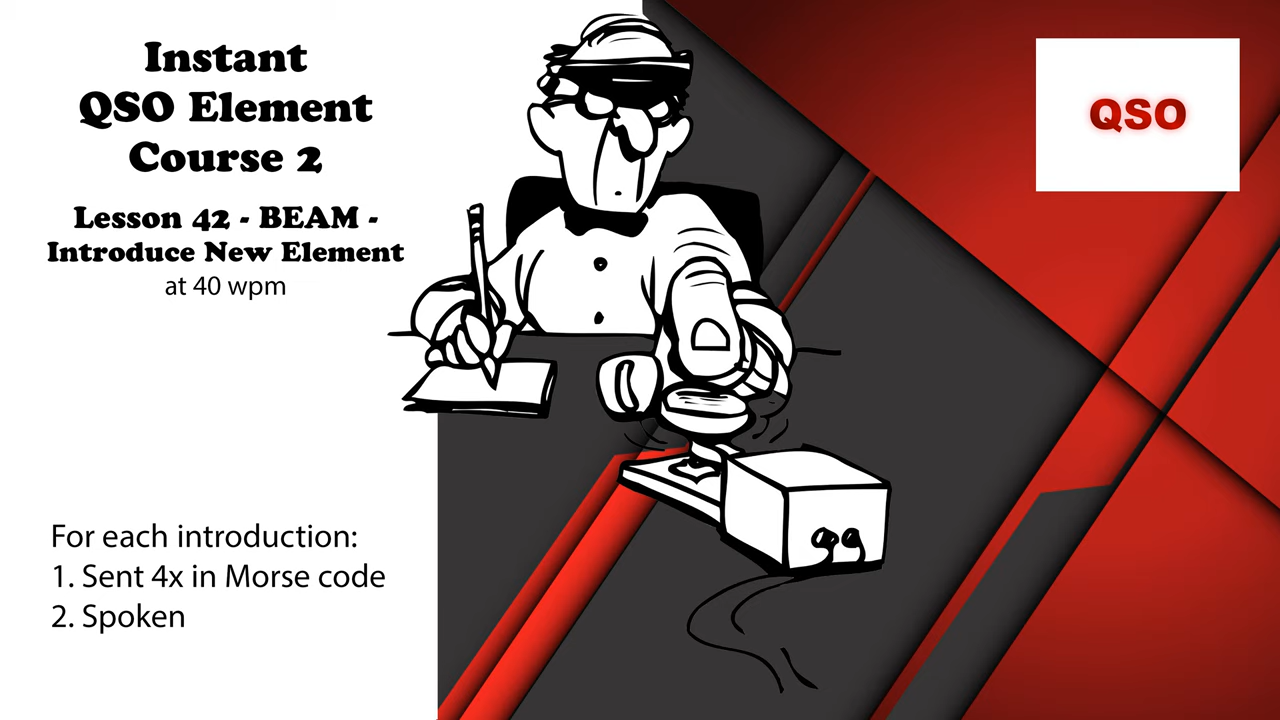 Instant
QSO Element
Course 2
Lesson 42 - BEAM -
Introduce New Element
at 40 wpm
QSO
For each introduction:
1. Sent 4x in Morse code
2. Spoken